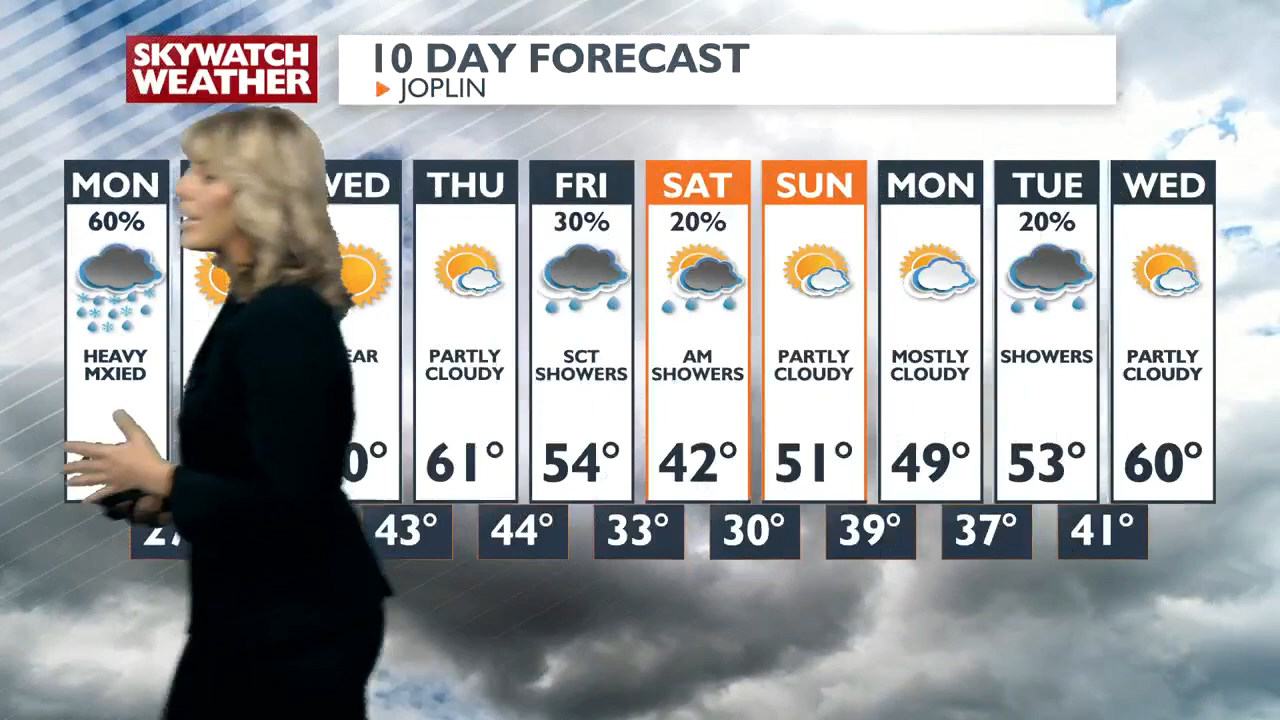 SKYWATCH
WEATHER
10 DAY FORECAST
JOPLIN
MON
THU
FRI
SAT
SUN
MON
TUE
WED
60%
30%
20%
20%
HEAVY
MXIED
PARTLY
CLOUDY
SCT
SHOWERS
AM
SHOWERS
PARTLY
CLOUDY
MOSTLY
CLOUDY
SHOWERS
PARTLY
CLOUDY
61°
54°
42°
51°
49°
53°
60°
43°
44°
33°
30°
39°
37°
41°